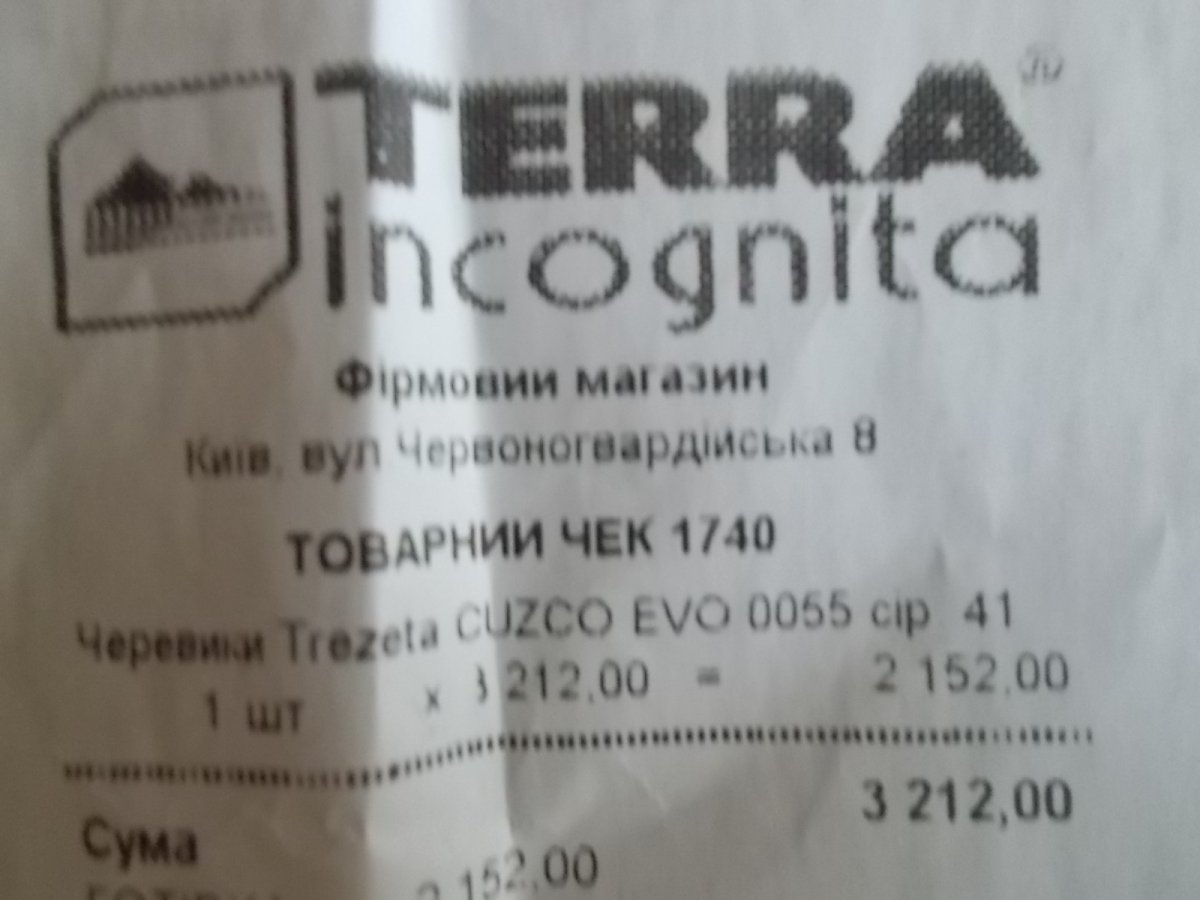 TERRA
incognita
Фірмовий магазин
Київ, вул Червоногвардійська 8
ТОВАРНИЙ ЧЕК 1740
Черевики Trezeta CUZCO EVO 0055 сір 41
1 шт x 3 212,00 = 2 152,00
3 212,00
Сума
2 152,00